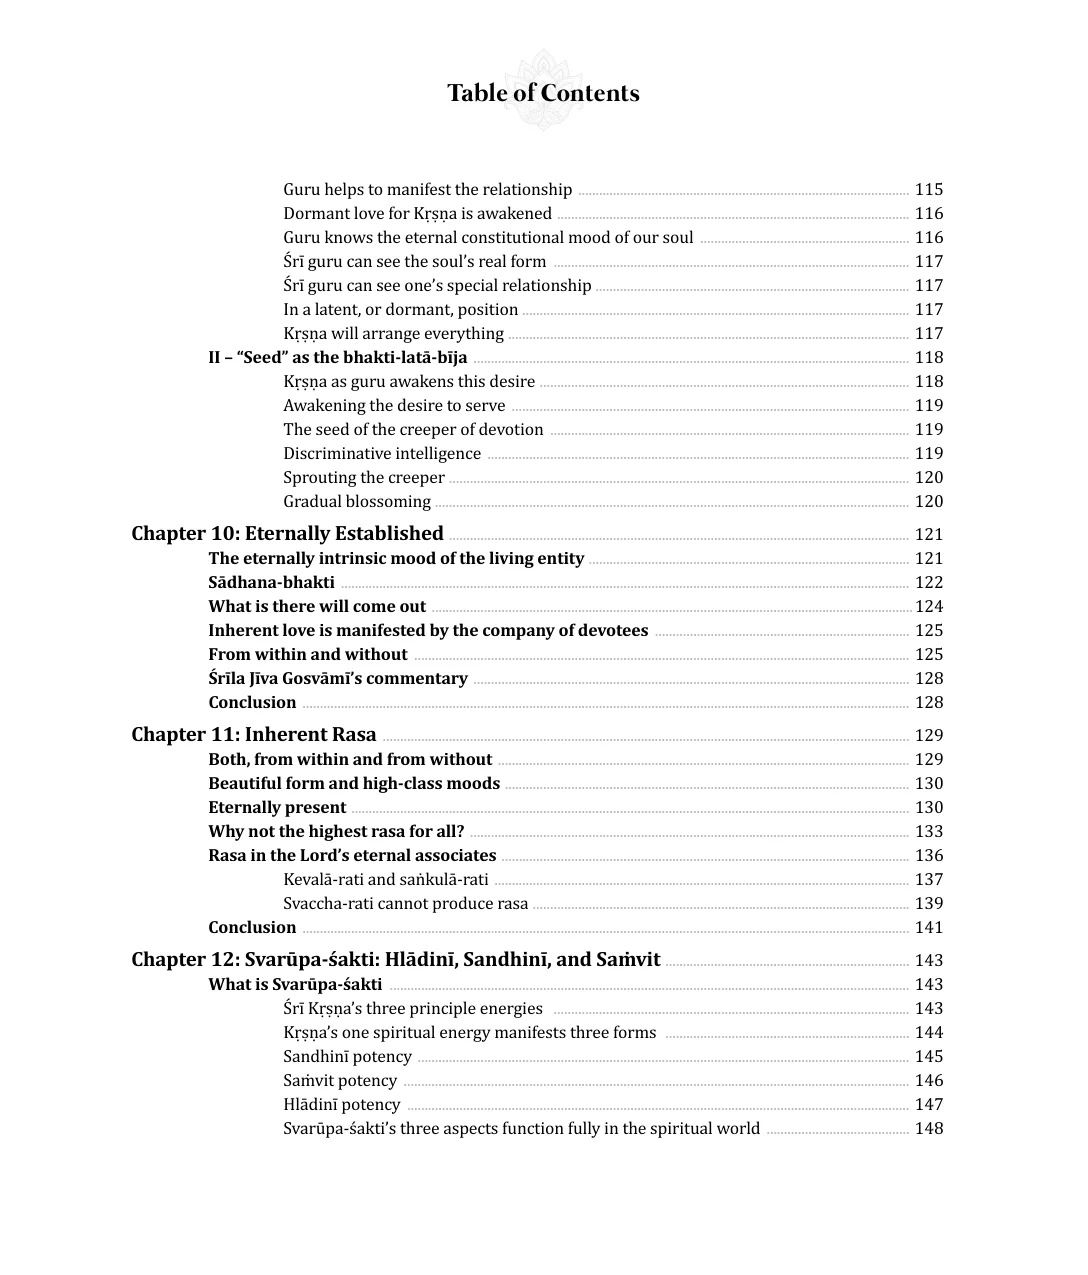 Table of Contents
Guru helps to manifest the relationship 115
Dormant love for Kṛṣṇa is awakened 116
Guru knows the eternal constitutional mood of our soul 116
Śrī guru can see the soul’s real form 117
Śrī guru can see one’s special relationship 117
In a latent, or dormant, position 117
Kṛṣṇa will arrange everything 117
II – “Seed” as the bhakti-latā-bīja 118
Kṛṣṇa as guru awakens this desire 118
Awakening the desire to serve 119
The seed of the creeper of devotion 119
Discriminative intelligence 119
Sprouting the creeper 120
Gradual blossoming 120
Chapter 10: Eternally Established 121
The eternally intrinsic mood of the living entity 121
Sādhana-bhakti 122
What is there will come out 124
Inherent love is manifested by the company of devotees 125
From within and without 125
Śrīla Jīva Gosvāmī’s commentary 128
Conclusion 128
Chapter 11: Inherent Rasa 129
Both, from within and from without 129
Beautiful form and high-class moods 130
Eternally present 130
Why not the highest rasa for all? 133
Rasa in the Lord’s eternal associates 136
Kevalā-rati and saṅkulā-rati 137
Svaccha-rati cannot produce rasa 139
Conclusion 141
Chapter 12: Svarūpa-śakti: Hlādinī, Sandhinī, and Saṁvit 143
What is Svarūpa-śakti 143
Śrī Kṛṣṇa’s three principle energies 143
Kṛṣṇa’s one spiritual energy manifests three forms 144
Sandhinī potency 145
Saṁvit potency 146
Hlādinī potency 147
Svarūpa-śakti’s three aspects function fully in the spiritual world 148